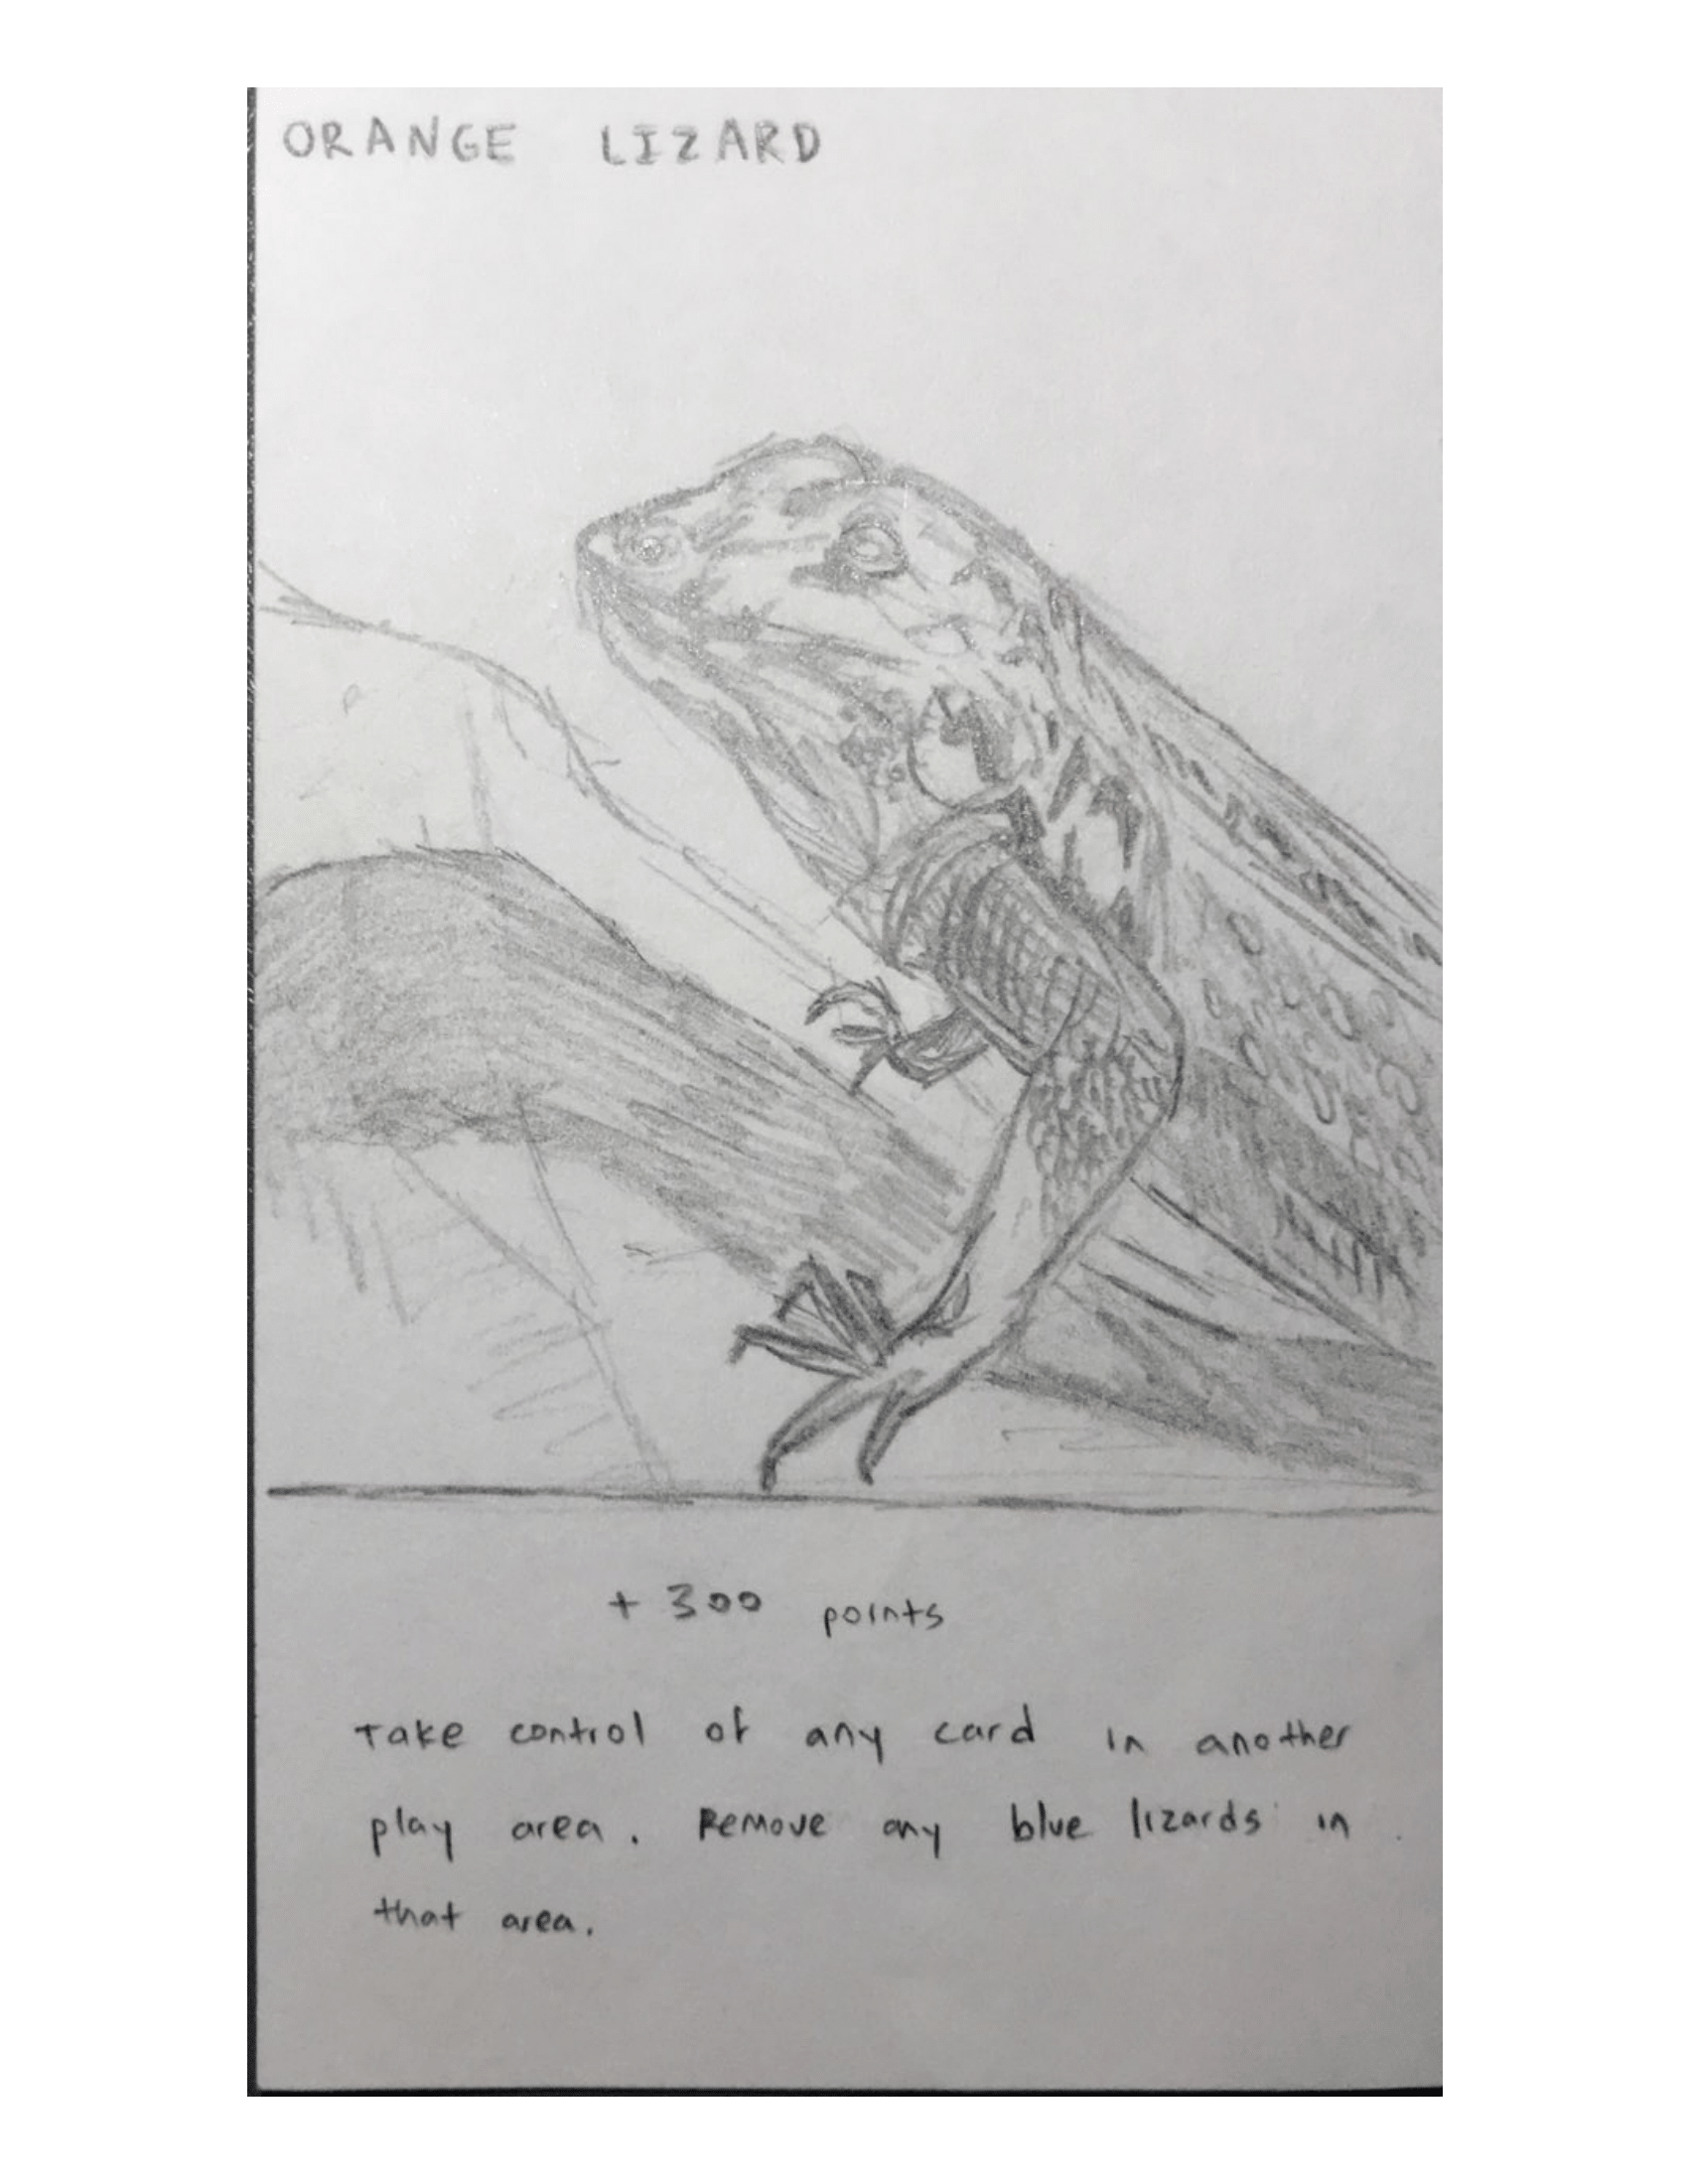 ORANGE LIZARD
+ 300 points
Take control of any card in another
play area. Remove any blue lizards in
that area.